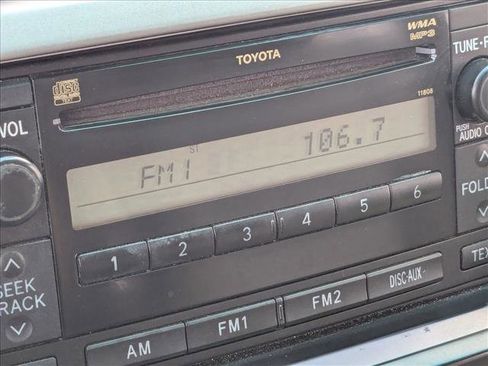 WMA
MP3
TOYOTA
disc
TEXT
11808
VOL
TUNE·F
ST
FM1 106.7
PUSH
AUDIO C
FOLD
1 2 3 4 5 6
SEEK
TRACK
AM FM1 FM2 DISC·AUX
TEX